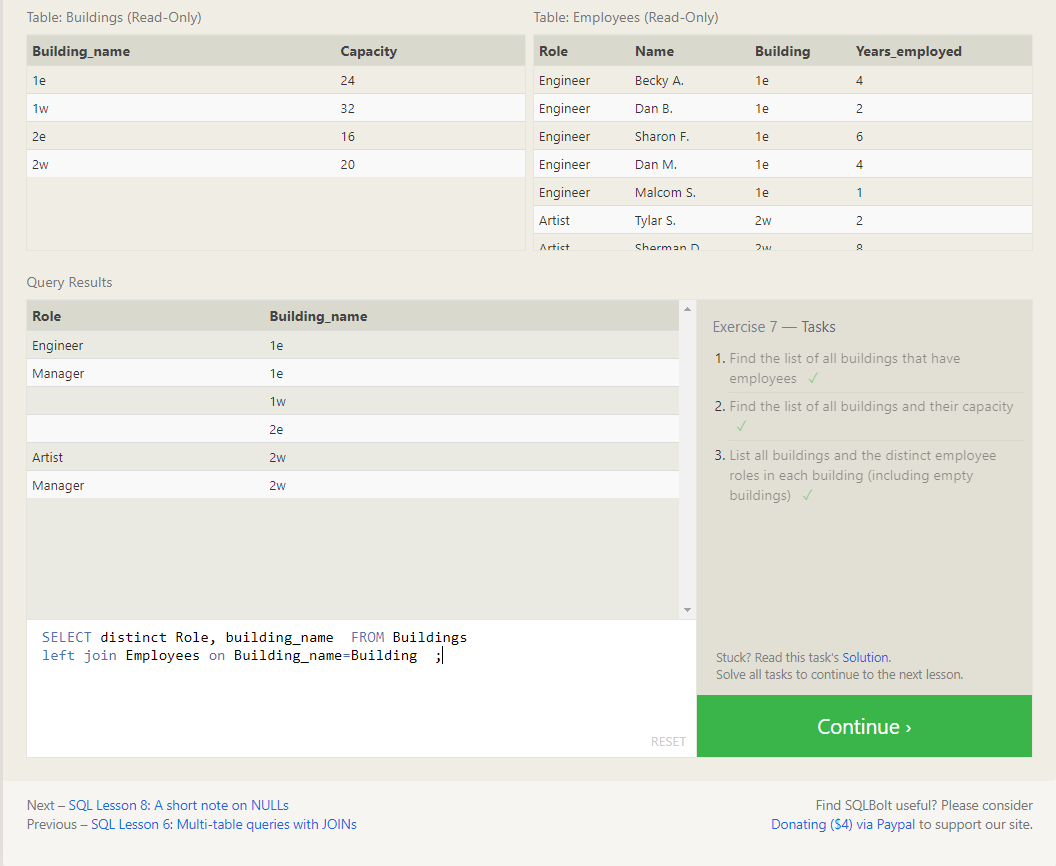 Table: Buildings (Read-Only)
Building_name Capacity
1e 24
1w 32
2e 16
2w 20
Table: Employees (Read-Only)
Role Name Building Years_employed
Engineer Becky A. 1e 4
Engineer Dan B. 1e 2
Engineer Sharon F. 1e 6
Engineer Dan M. 1e 4
Engineer Malcom S. 1e 1
Artist Tylar S. 2w 2
Artist Sherman D. 2w 8
Query Results
Role Building_name
Engineer 1e
Manager 1e
1w
2e
Artist 2w
Manager 2w
SELECT distinct Role, building_name  FROM Buildings
left join Employees on Building_name=Building  ;
RESET
Exercise 7 — Tasks
1. Find the list of all buildings that have
employees ✓
2. Find the list of all buildings and their capacity
✓
3. List all buildings and the distinct employee
roles in each building (including empty
buildings) ✓
Stuck? Read this task's Solution.
Solve all tasks to continue to the next lesson.
Continue ›
Next – SQL Lesson 8: A short note on NULLs
Previous – SQL Lesson 6: Multi-table queries with JOINs
Find SQLBolt useful? Please consider
Donating ($4) via Paypal to support our site.